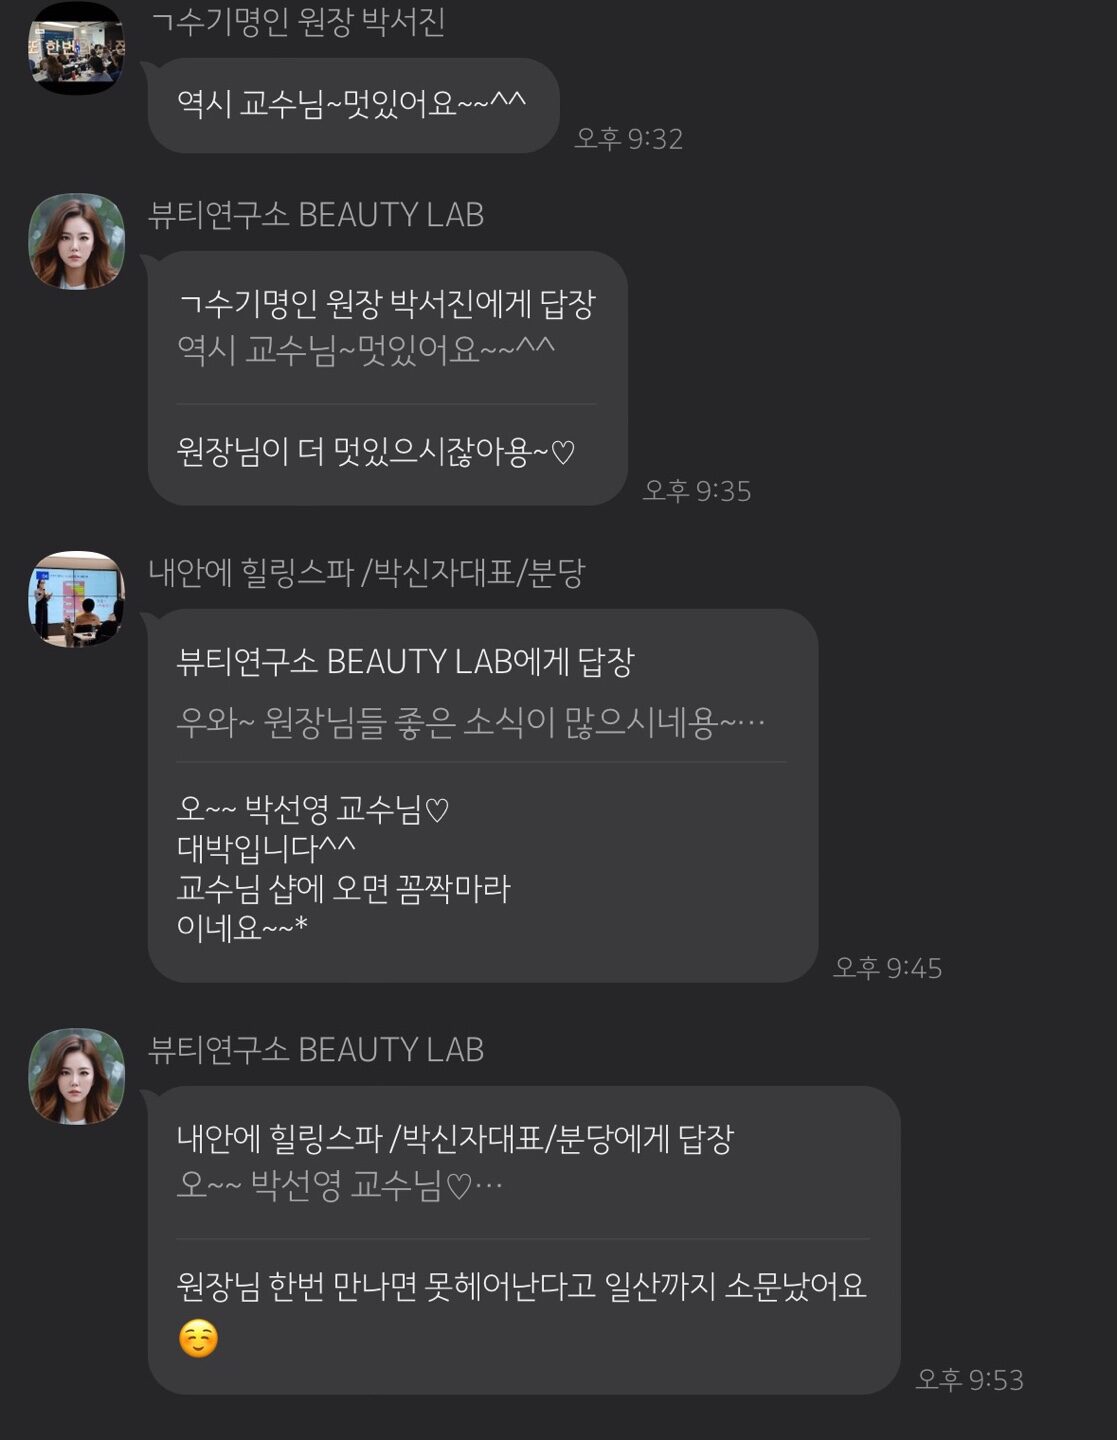 ㄱ수기명인 원장 박서진
또 한번
역시 교수님~멋있어요~~^^
오후 9:32
뷰티연구소 BEAUTY LAB
ㄱ수기명인 원장 박서진에게 답장
역시 교수님~멋있어요~~^^
원장님이 더 멋있으시잖아용~♡
오후 9:35
내안에 힐링스파 /박신자대표/분당
뷰티연구소 BEAUTY LAB에게 답장
우와~ 원장님들 좋은 소식이 많으시네용~…
오~~ 박선영 교수님♡
대박입니다^^
교수님 샵에 오면 꼼짝마라
이네요~~*
오후 9:45
뷰티연구소 BEAUTY LAB
내안에 힐링스파 /박신자대표/분당에게 답장
오~~ 박선영 교수님♡…
원장님 한번 만나면 못헤어난다고 일산까지 소문났어요
☺️
오후 9:53